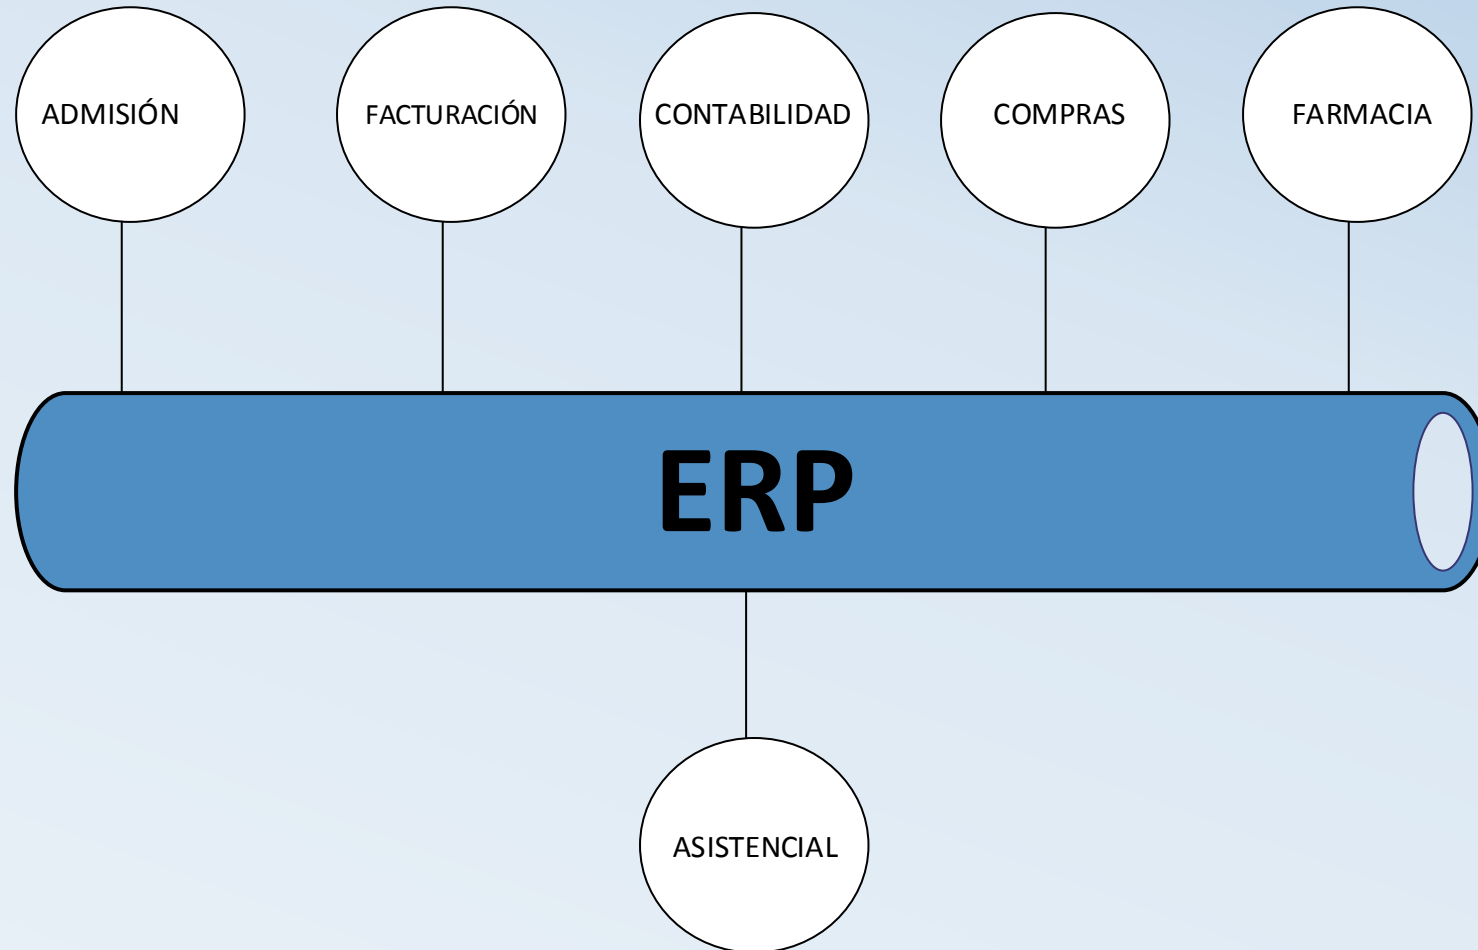 ADMISIÓN
FACTURACIÓN
CONTABILIDAD
COMPRAS
FARMACIA
ERP
ASISTENCIAL